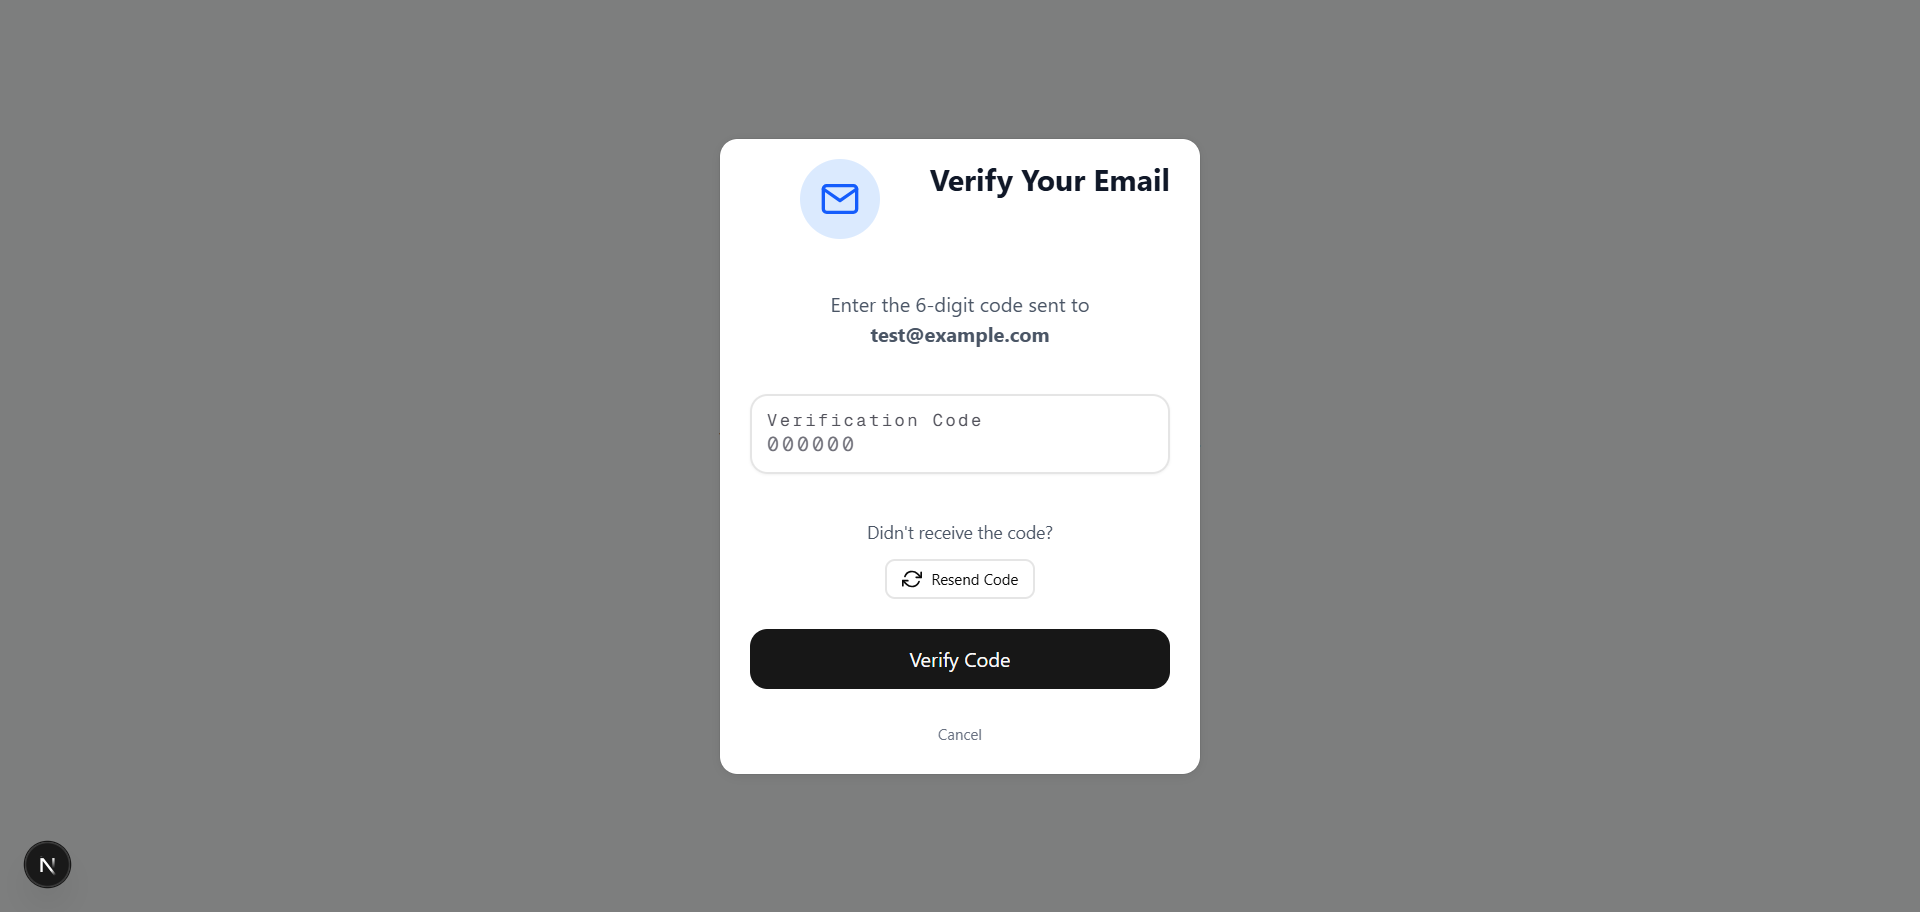 Verify Your Email
Enter the 6-digit code sent to
test@example.com
Verification Code
000000
Didn't receive the code?
Resend Code
Verify Code
Cancel
N